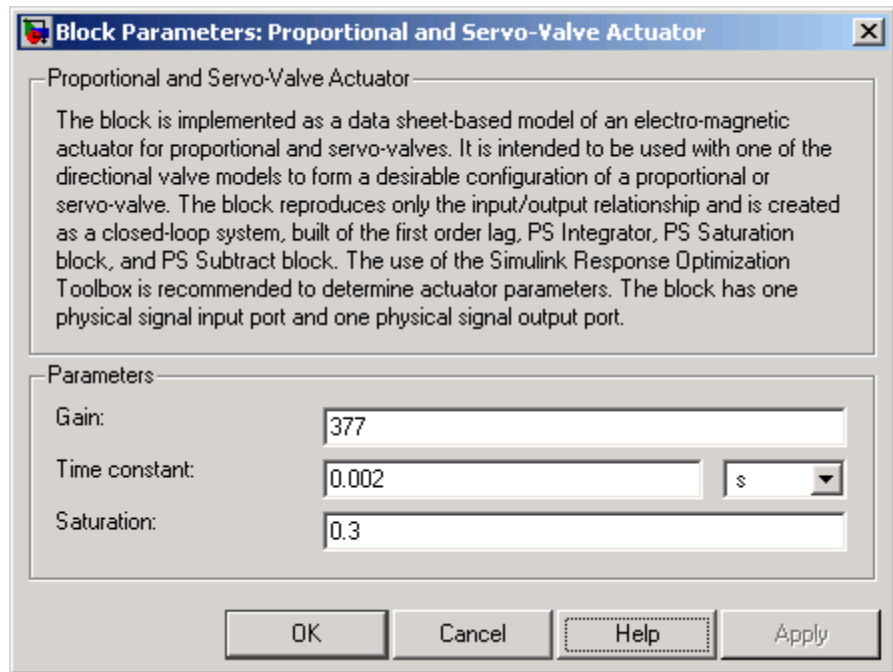 Block Parameters: Proportional and Servo-Valve Actuator
Proportional and Servo-Valve Actuator
The block is implemented as a data sheet-based model of an electro-magnetic
actuator for proportional and servo-valves. It is intended to be used with one of the
directional valve models to form a desirable configuration of a proportional or
servo-valve. The block reproduces only the input/output relationship and is created
as a closed-loop system, built of the first order lag, PS Integrator, PS Saturation
block, and PS Subtract block. The use of the Simulink Response Optimization
Toolbox is recommended to determine actuator parameters. The block has one
physical signal input port and one physical signal output port.
Parameters
Gain: 377
Time constant: 0.002 s
Saturation: 0.3
OK Cancel Help Apply